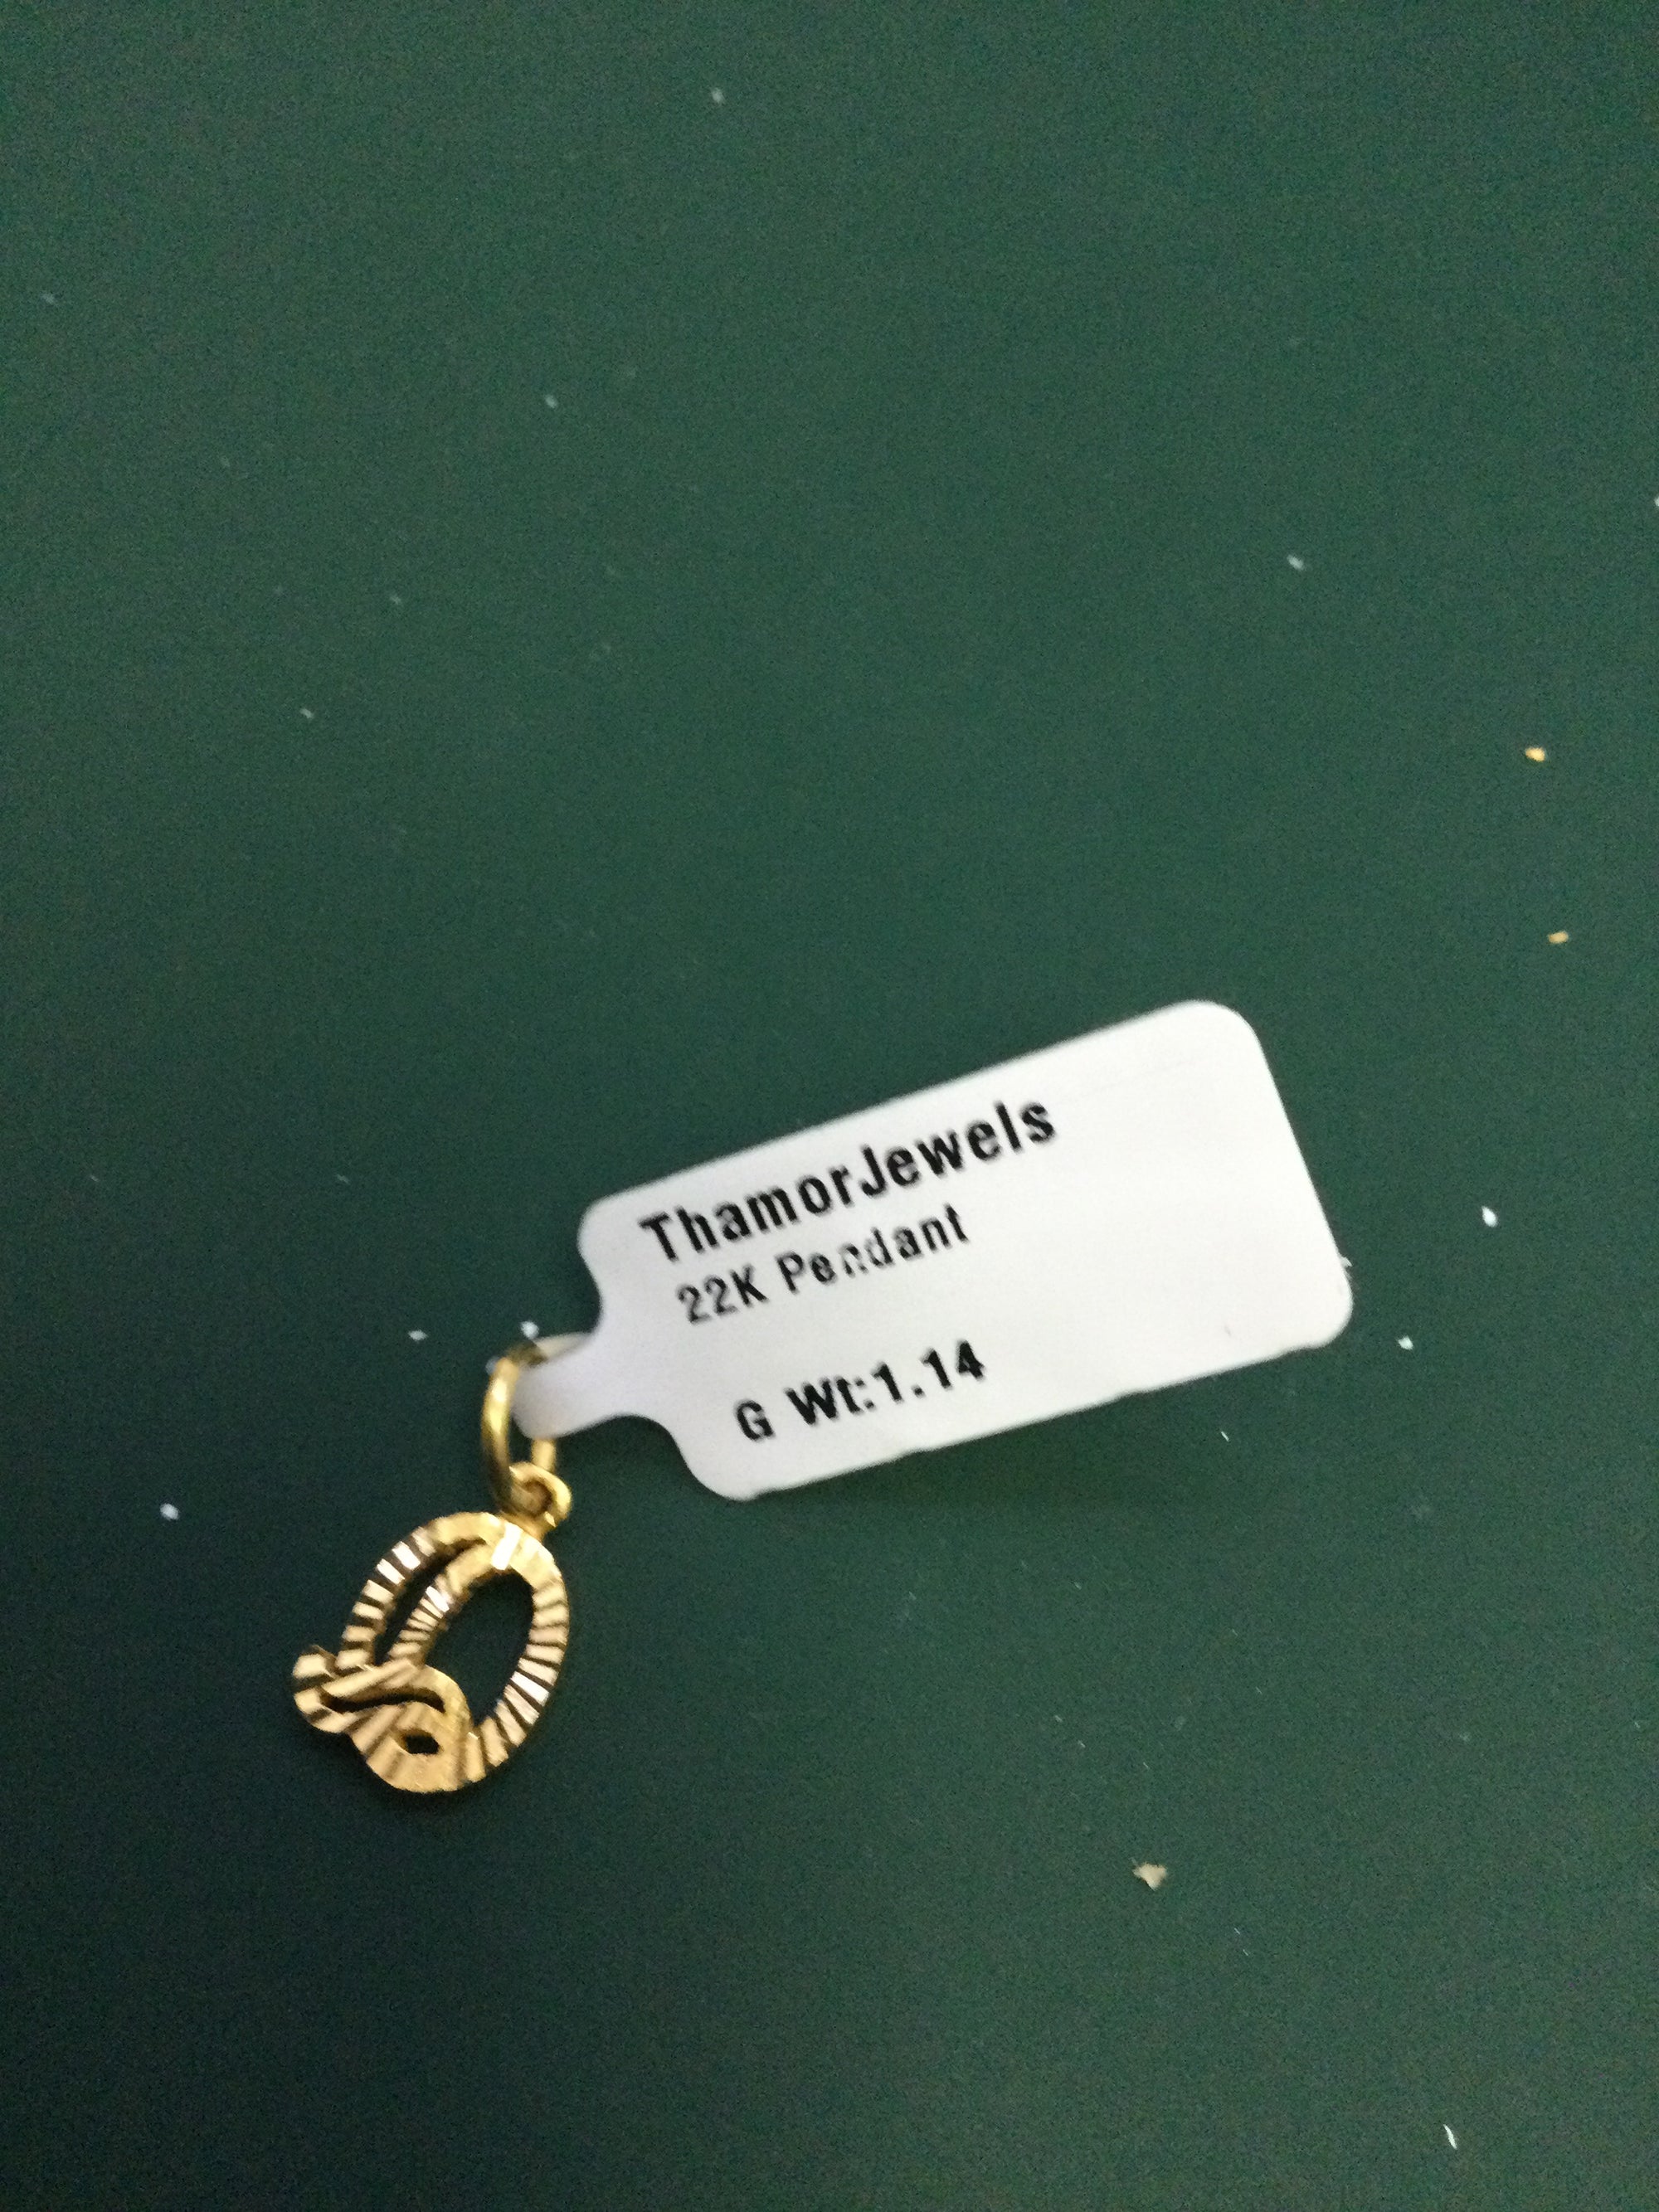 ThamorJewels
22K Pendant
G Wt:1.14